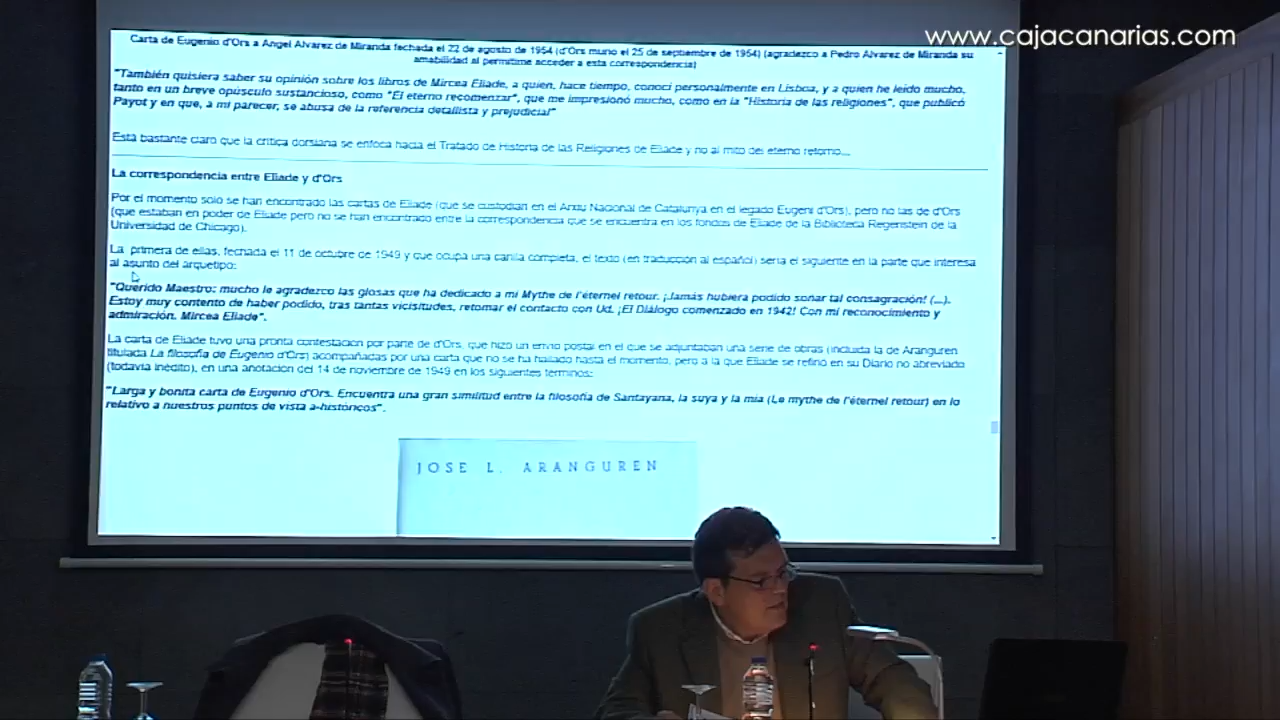 www.cajacanarias.com
Carta de Eugenio d'Ors a Angel Alvarez de Miranda fechada el 22 de agosto de 1954 (d'Ors murió el 25 de septiembre de 1954) (agradezco a Pedro Alvarez de Miranda su
amabilidad al permitirme acceder a esta correspondencia)
"También quisiera saber su opinión sobre los libros de Mircea Eliade, a quien, hace tiempo, conocí personalmente en Lisboa, y a quien he leído mucho,
tanto en un breve opúsculo sustancioso, como "El eterno recomenzar", que me impresionó mucho, como en la "Historia de las religiones", que publicó
Payot y en que, a mi parecer, se abusa de la referencia detallista y prejudicial"
Está bastante claro que la crítica dorsiana se enfoca hacia el Tratado de Historia de las Religiones de Eliade y no al mito del eterno retorno...
La correspondencia entre Eliade y d'Ors
Por el momento solo se han encontrado las cartas de Eliade (que se custodian en el Arxiu Nacional de Catalunya en el legado Eugeni d'Ors), pero no las de d'Ors
(que estaban en poder de Eliade pero no se han encontrado entre la correspondencia que se encuentra en los fondos de Eliade de la Biblioteca Regenstein de la
Universidad de Chicago).
La primera de ellas, fechada el 11 de octubre de 1949 y que ocupa una carilla completa, el texto (en traducción al español) sería el siguiente en la parte que interesa
al asunto del arquetipo:
"Querido Maestro: mucho le agradezco las glosas que ha dedicado a mi Mythe de l'éternel retour. ¡Jamás hubiera podido soñar tal consagración! (...).
Estoy muy contento de haber podido, tras tantas vicisitudes, retomar el contacto con Ud. ¡El Diálogo comenzado en 1942! Con mi reconocimiento y
admiración. Mircea Eliade".
La carta de Eliade tuvo una pronta contestación por parte de d'Ors, que hizo un envío postal en el que se adjuntaban una serie de obras (incluida la de Aranguren
titulada La filosofía de Eugenio d'Ors) acompañadas por una carta que no se ha hallado hasta el momento, pero a la que Eliade se refirió en su Diario no abreviado
(todavía inédito), en una anotación del 14 de noviembre de 1949 en los siguientes términos:
"Larga y bonita carta de Eugenio d'Ors. Encuentra una gran similitud entre la filosofía de Santayana, la suya y la mía (Le mythe de l'éternel retour) en lo
relativo a nuestros puntos de vista a-históricos".
JOSE L. ARANGUREN